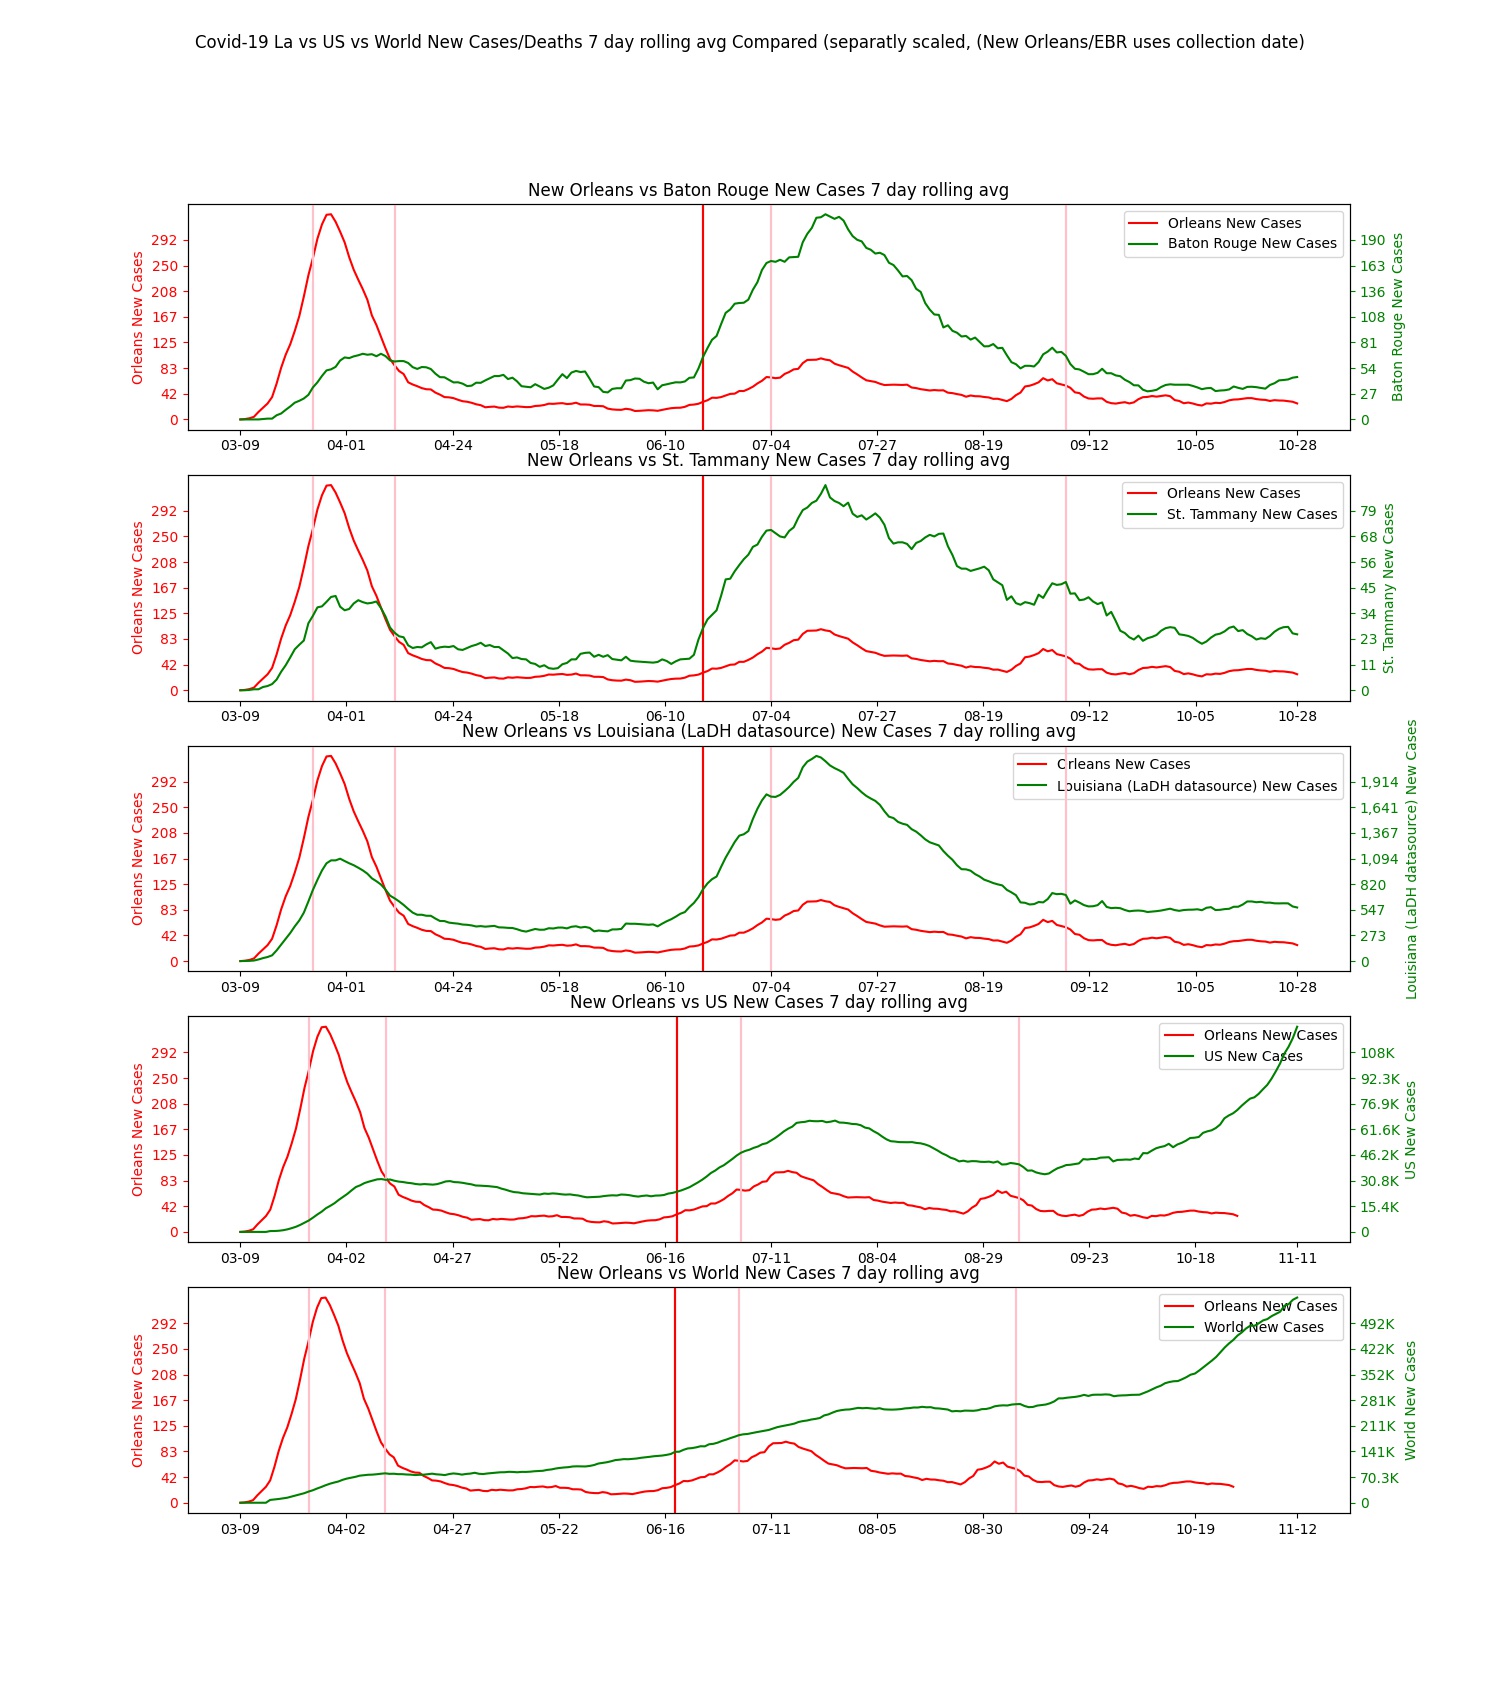 Covid-19 La vs US vs World New Cases/Deaths 7 day rolling avg Compared (separatly scaled, (New Orleans/EBR uses collection date)
New Orleans vs Baton Rouge New Cases 7 day rolling avg
Orleans New Cases
Baton Rouge New Cases
292
250
208
167
125
83
42
0
Orleans New Cases
190
163
136
108
81
54
27
0
Baton Rouge New Cases
03-09 04-01 04-24 05-18 06-10 07-04 07-27 08-19 09-12 10-05 10-28
New Orleans vs St. Tammany New Cases 7 day rolling avg
Orleans New Cases
St. Tammany New Cases
292
250
208
167
125
83
42
0
Orleans New Cases
79
68
56
45
34
23
11
0
St. Tammany New Cases
03-09 04-01 04-24 05-18 06-10 07-04 07-27 08-19 09-12 10-05 10-28
New Orleans vs Louisiana (LaDH datasource) New Cases 7 day rolling avg
Orleans New Cases
Louisiana (LaDH datasource) New Cases
292
250
208
167
125
83
42
0
Orleans New Cases
1,914
1,641
1,367
1,094
820
547
273
0
Louisiana (LaDH datasource) New Cases
03-09 04-01 04-24 05-18 06-10 07-04 07-27 08-19 09-12 10-05 10-28
New Orleans vs US New Cases 7 day rolling avg
Orleans New Cases
US New Cases
292
250
208
167
125
83
42
0
Orleans New Cases
108K
92.3K
76.9K
61.6K
46.2K
30.8K
15.4K
0
US New Cases
03-09 04-02 04-27 05-22 06-16 07-11 08-04 08-29 09-23 10-18 11-11
New Orleans vs World New Cases 7 day rolling avg
Orleans New Cases
World New Cases
292
250
208
167
125
83
42
0
Orleans New Cases
492K
422K
352K
281K
211K
141K
70.3K
0
World New Cases
03-09 04-02 04-27 05-22 06-16 07-11 08-05 08-30 09-24 10-19 11-12